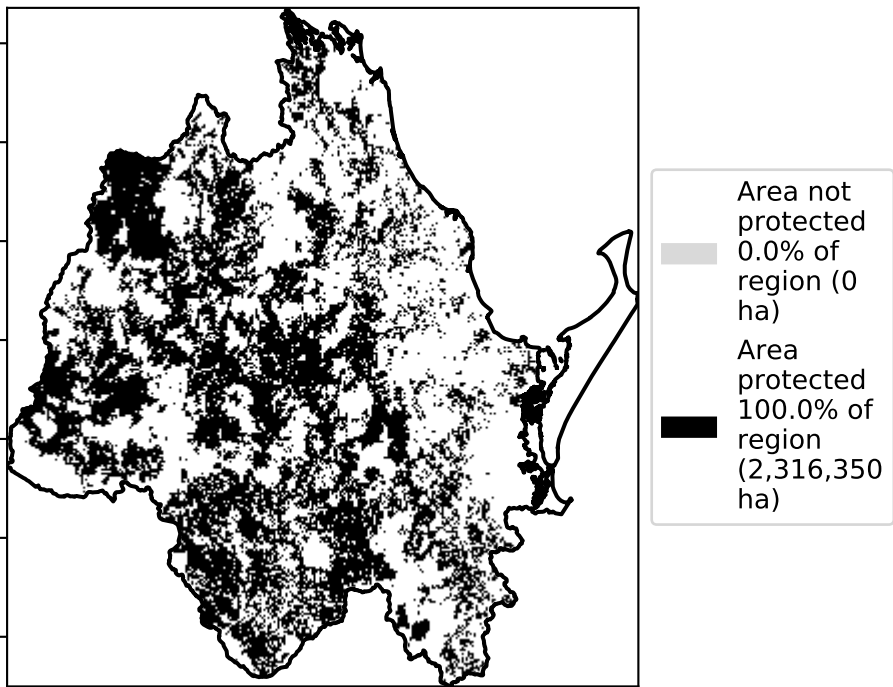 Area not
protected
0.0% of
region (0
ha)
Area
protected
100.0% of
region
(2,316,350
ha)